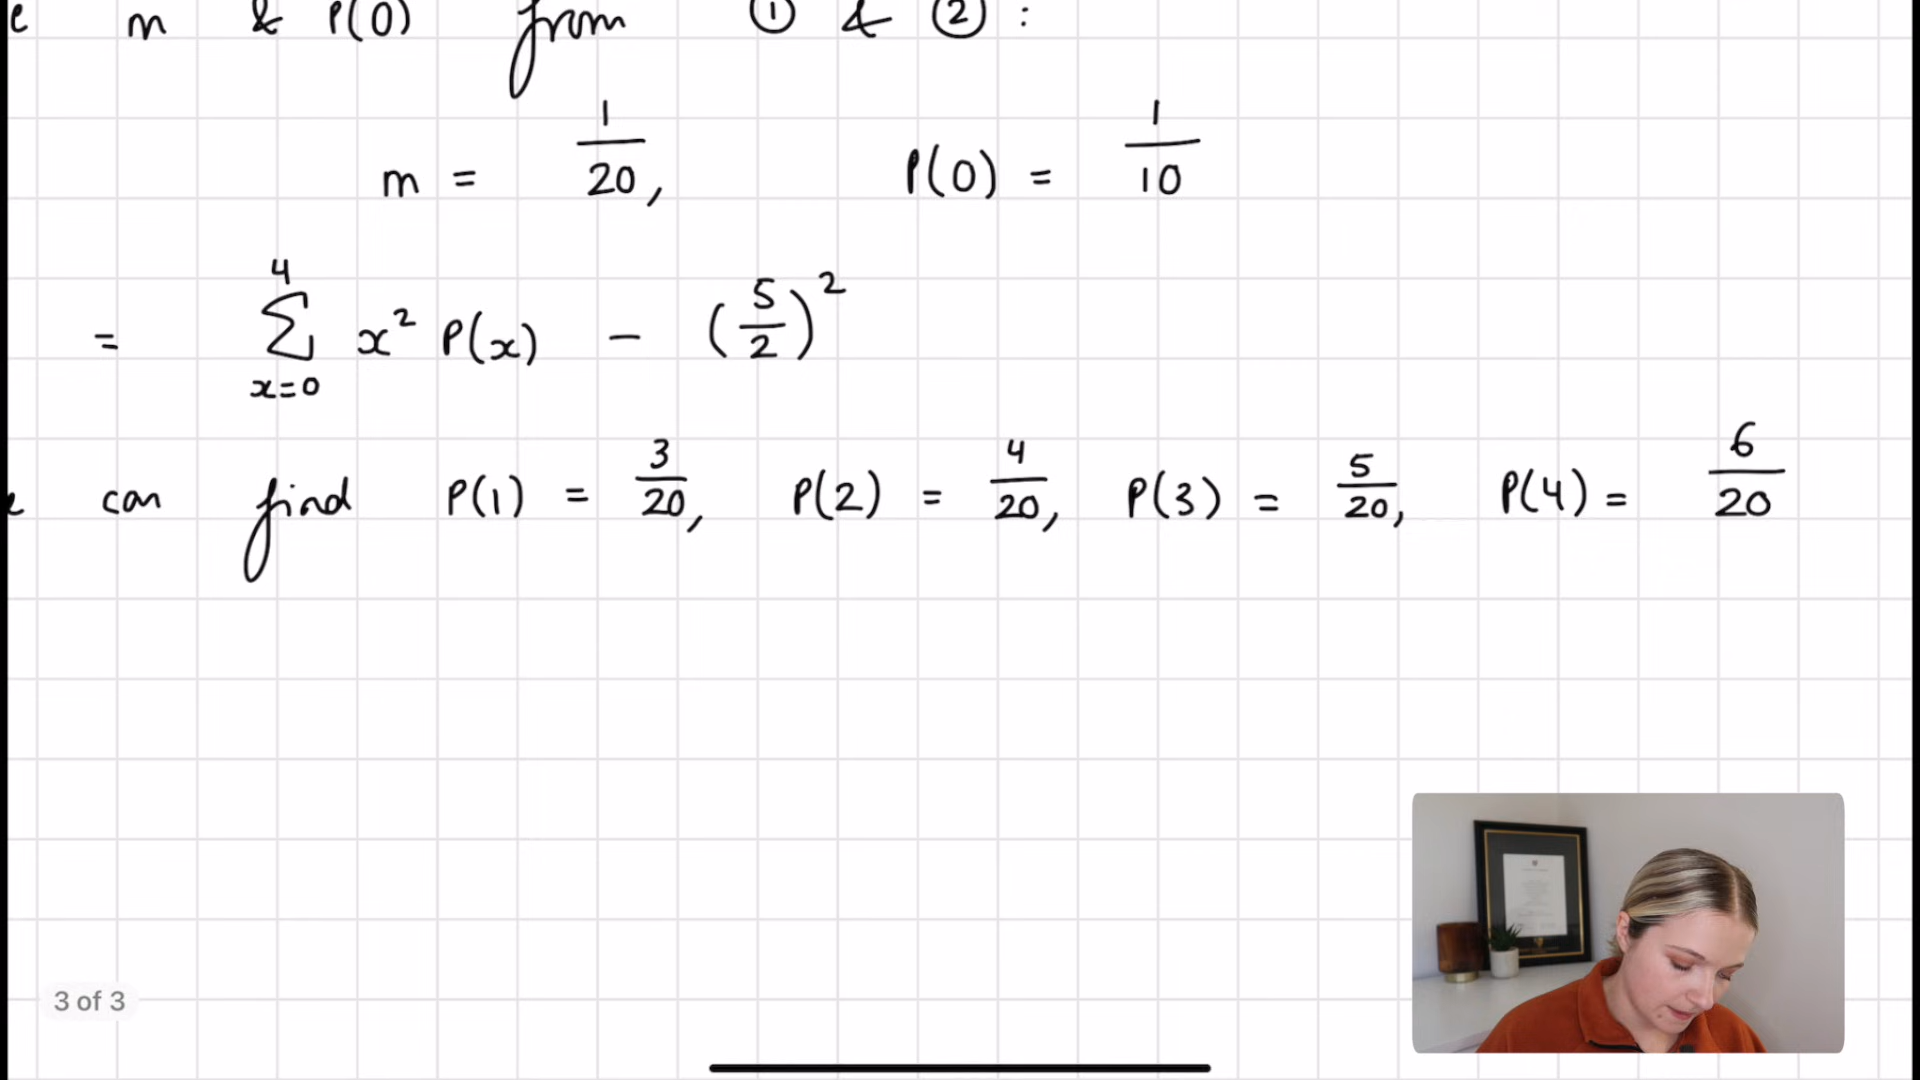 m & P(0) from ① & ② :
m = 1/20, P(0) = 1/10
= ∑_{x=0}^{4} x² P(x) − (5/2)²
can find P(1) = 3/20, P(2) = 4/20, P(3) = 5/20, P(4) = 6/20
3 of 3